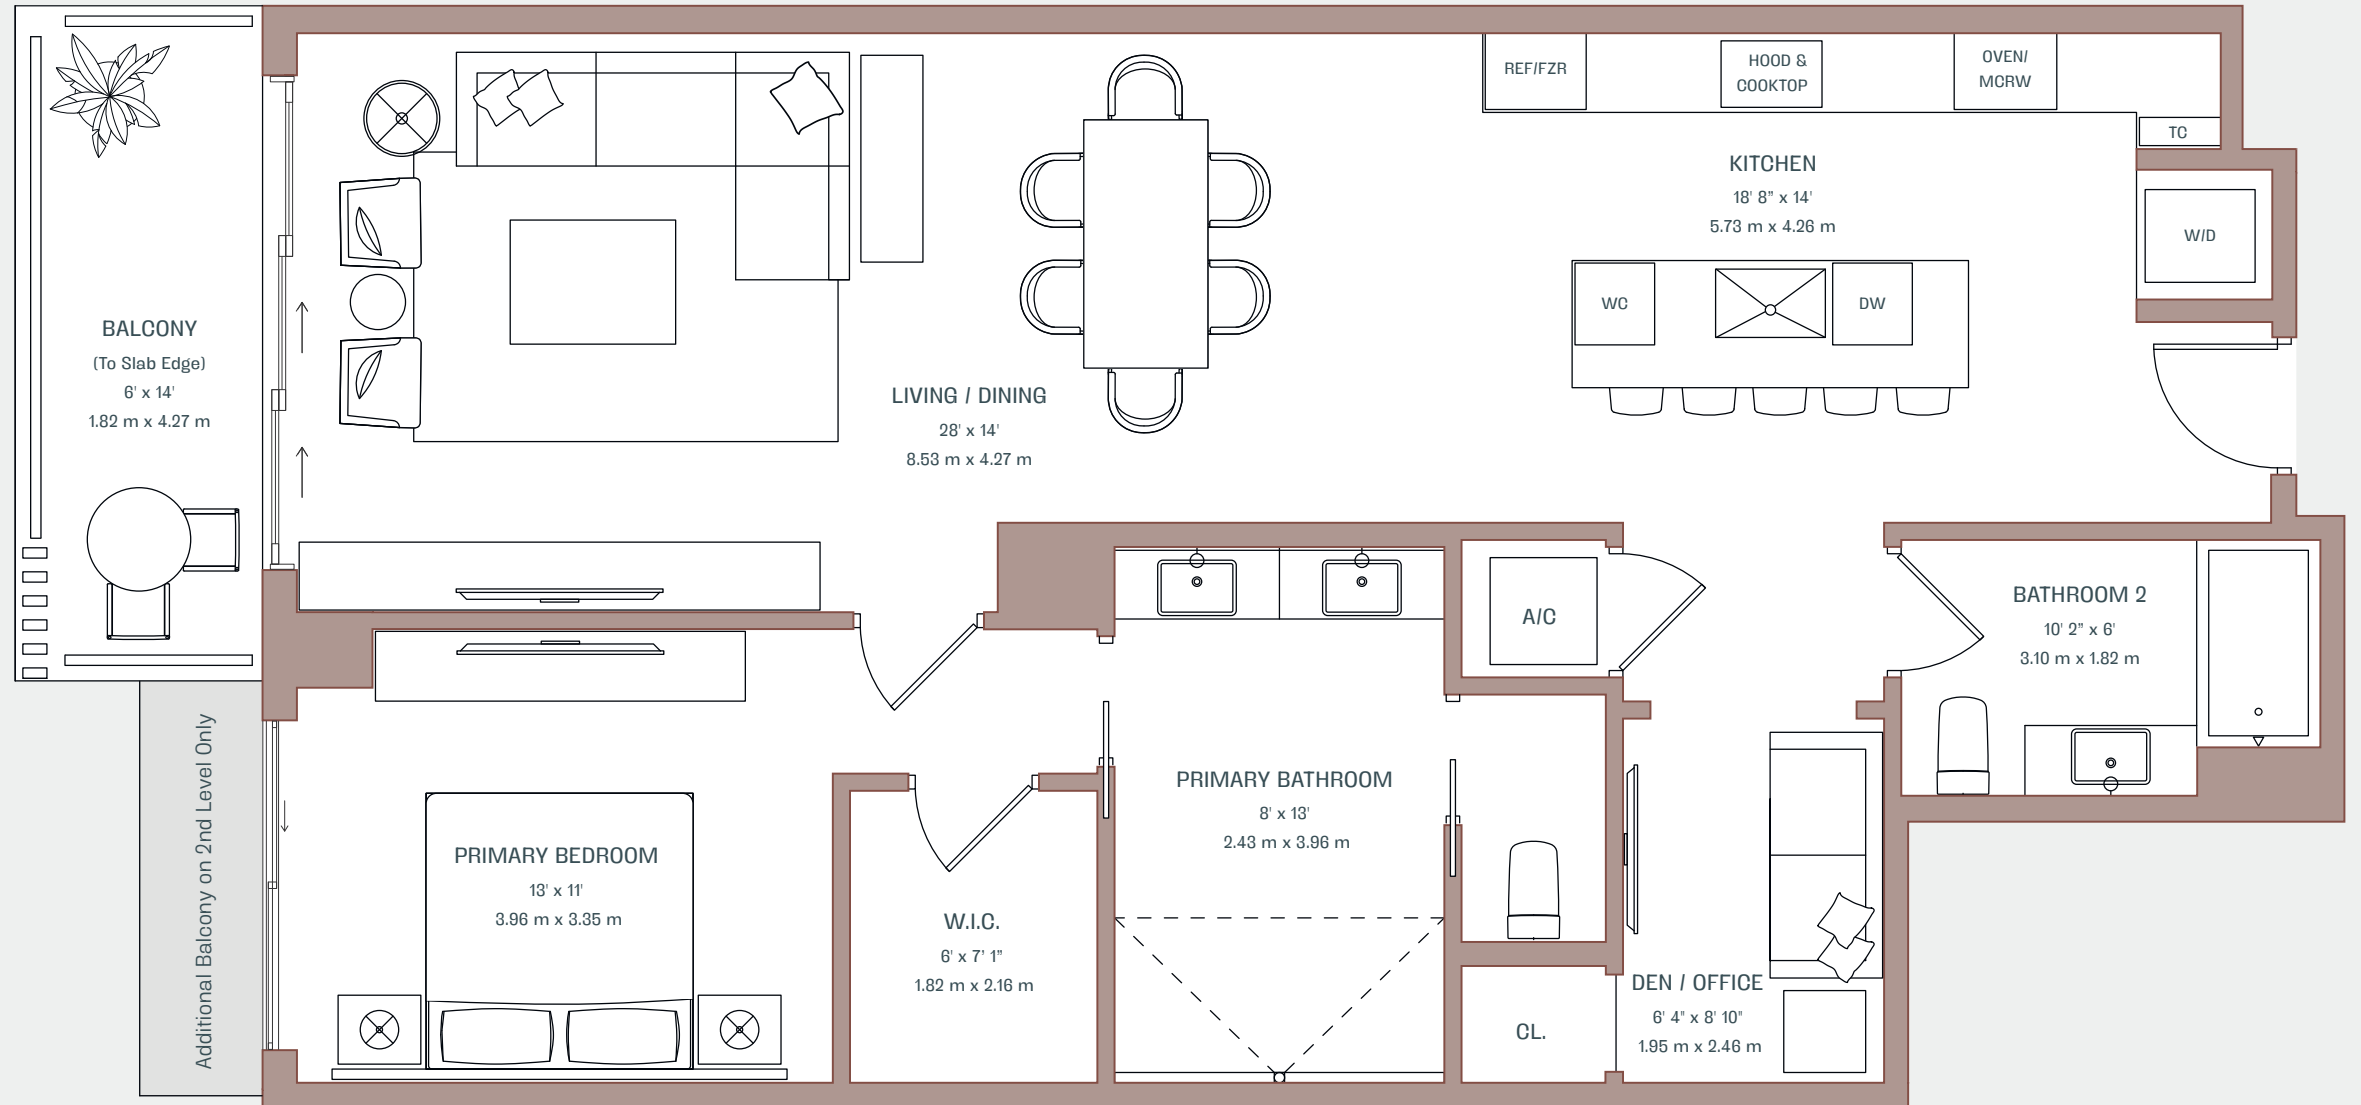 REF/FZR
HOOD &
COOKTOP
OVEN/
MCRW
TC
KITCHEN
18' 8” x 14'
5.73 m x 4.26 m
W/D
WC
DW
BALCONY
(To Slab Edge)
6' x 14'
1.82 m x 4.27 m
LIVING / DINING
28' x 14'
8.53 m x 4.27 m
A/C
BATHROOM 2
10' 2” x 6'
3.10 m x 1.82 m
Additional Balcony on 2nd Level Only
PRIMARY BEDROOM
13' x 11'
3.96 m x 3.35 m
W.I.C.
6' x 7’ 1”
1.82 m x 2.16 m
PRIMARY BATHROOM
8' x 13'
2.43 m x 3.96 m
CL.
DEN / OFFICE
6' 4" x 8' 10"
1.95 m x 2.46 m